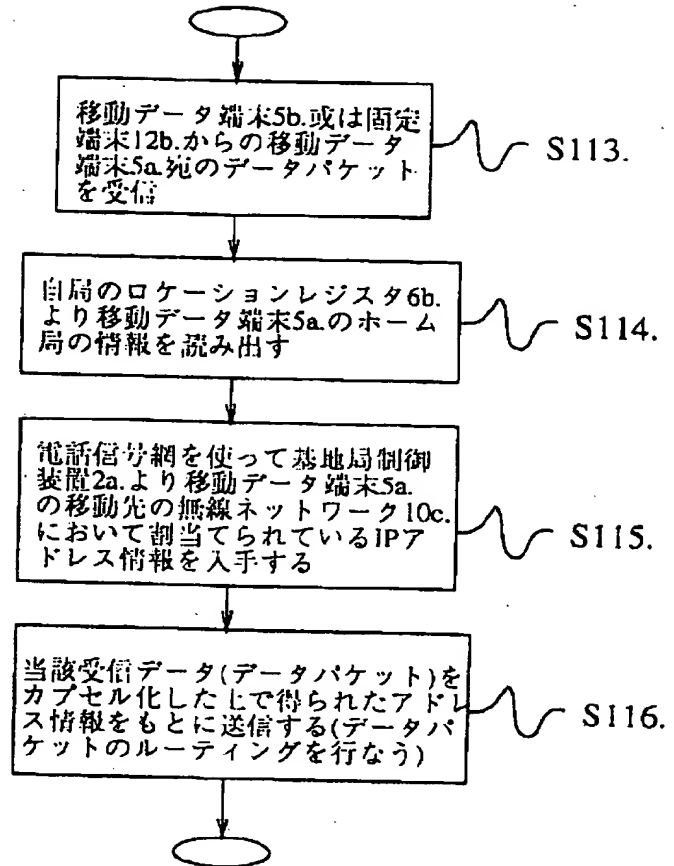 移動データ端末5b.或は固定
端末12b.からの移動データ
端末5a.宛のデータパケット
を受信
S113.
自局のロケーションレジスタ6b.
より移動データ端末5a.のホーム
局の情報を読み出す
S114.
電話信号網を使って基地局制御
装置2a.より移動データ端末5a.
の移動先の無線ネットワーク10c.
において割当てられているIPア
ドレス情報を入手する
S115.
当該受信データ(データパケット)を
カプセル化した上で得られたアドレ
ス情報をもとに送信する(データパ
ケットのルーティングを行なう)
S116.